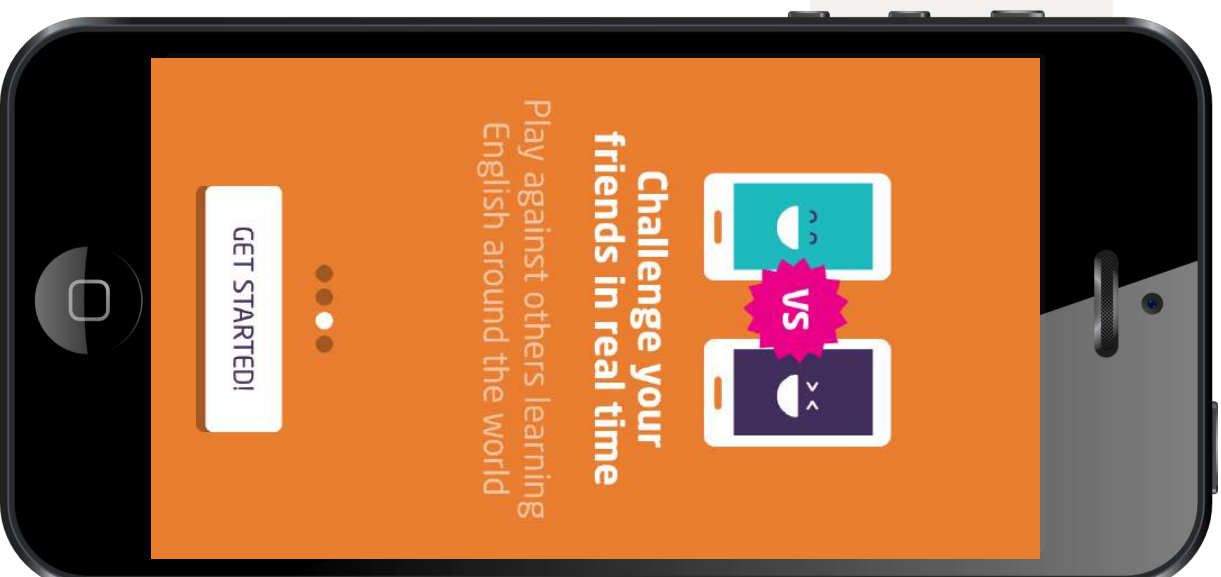 VS
Challenge your
friends in real time
Play against others learning
English around the world
GET STARTED!